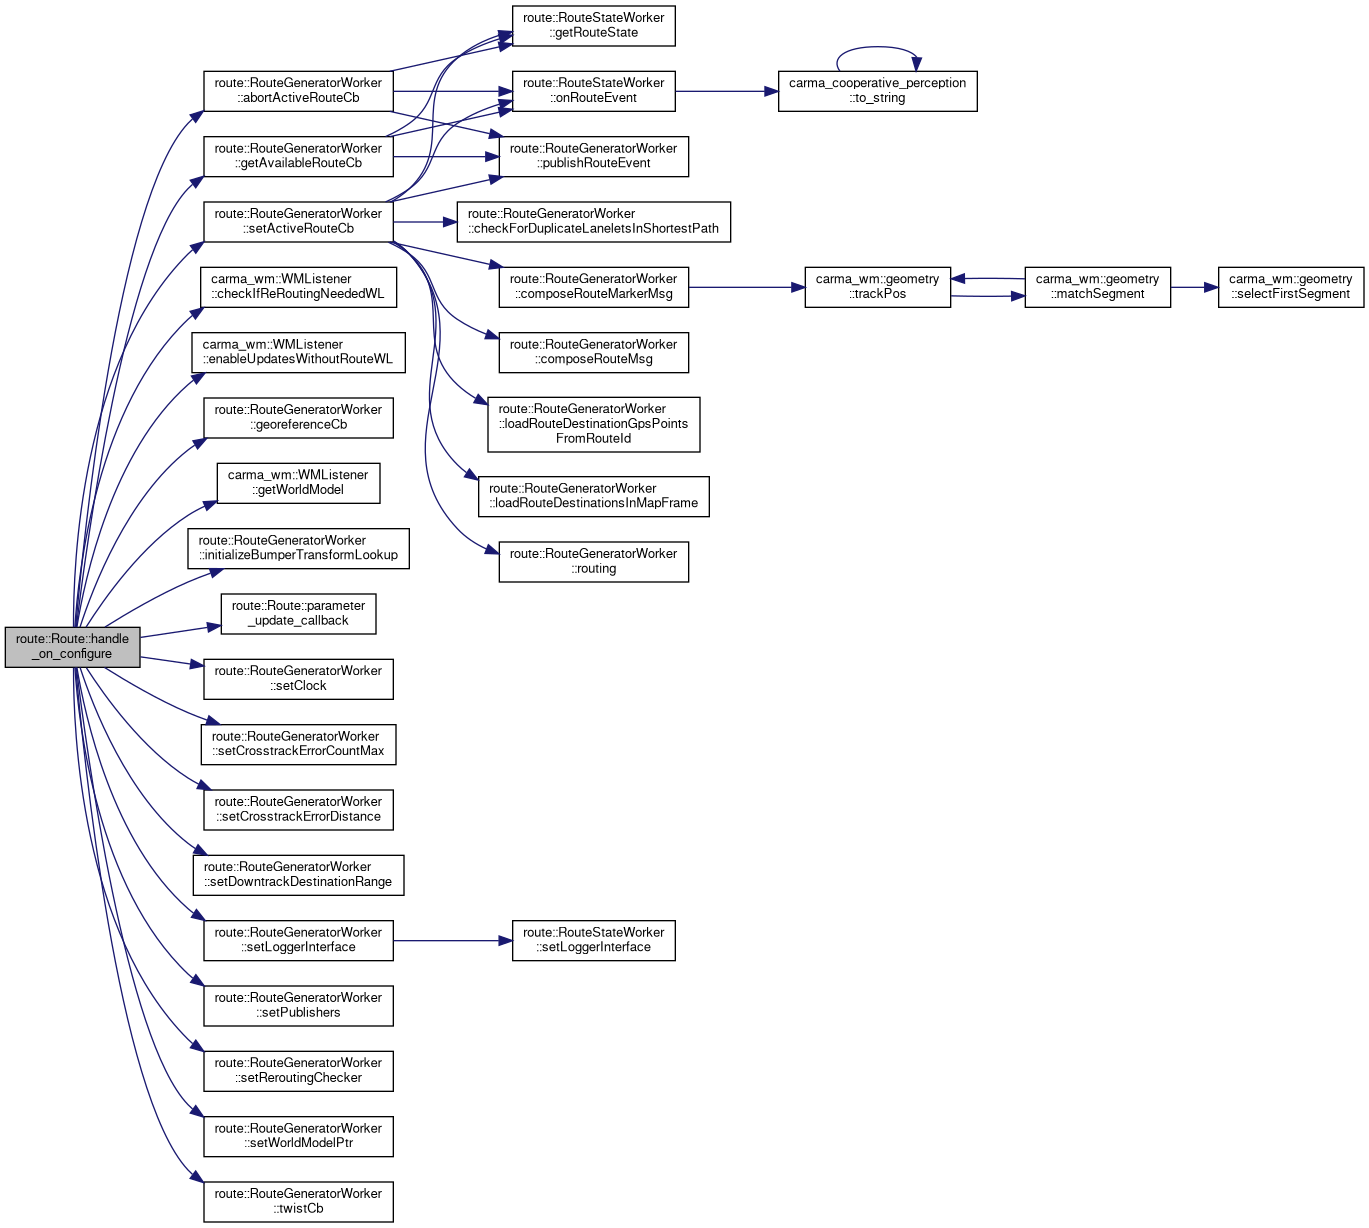 route::Route::handle
_on_configure
route::RouteGeneratorWorker
::abortActiveRouteCb
route::RouteGeneratorWorker
::getAvailableRouteCb
route::RouteGeneratorWorker
::setActiveRouteCb
carma_wm::WMListener
::checkIfReRoutingNeededWL
carma_wm::WMListener
::enableUpdatesWithoutRouteWL
route::RouteGeneratorWorker
::georeferenceCb
carma_wm::WMListener
::getWorldModel
route::RouteGeneratorWorker
::initializeBumperTransformLookup
route::Route::parameter
_update_callback
route::RouteGeneratorWorker
::setClock
route::RouteGeneratorWorker
::setCrosstrackErrorCountMax
route::RouteGeneratorWorker
::setCrosstrackErrorDistance
route::RouteGeneratorWorker
::setDowntrackDestinationRange
route::RouteGeneratorWorker
::setLoggerInterface
route::RouteGeneratorWorker
::setPublishers
route::RouteGeneratorWorker
::setReroutingChecker
route::RouteGeneratorWorker
::setWorldModelPtr
route::RouteGeneratorWorker
::twistCb
route::RouteStateWorker
::getRouteState
route::RouteStateWorker
::onRouteEvent
route::RouteGeneratorWorker
::publishRouteEvent
route::RouteGeneratorWorker
::checkForDuplicateLaneletsInShortestPath
route::RouteGeneratorWorker
::composeRouteMarkerMsg
route::RouteGeneratorWorker
::composeRouteMsg
route::RouteGeneratorWorker
::loadRouteDestinationGpsPoints
FromRouteId
route::RouteGeneratorWorker
::loadRouteDestinationsInMapFrame
route::RouteGeneratorWorker
::routing
route::RouteStateWorker
::setLoggerInterface
carma_cooperative_perception
::to_string
carma_wm::geometry
::trackPos
carma_wm::geometry
::matchSegment
carma_wm::geometry
::selectFirstSegment